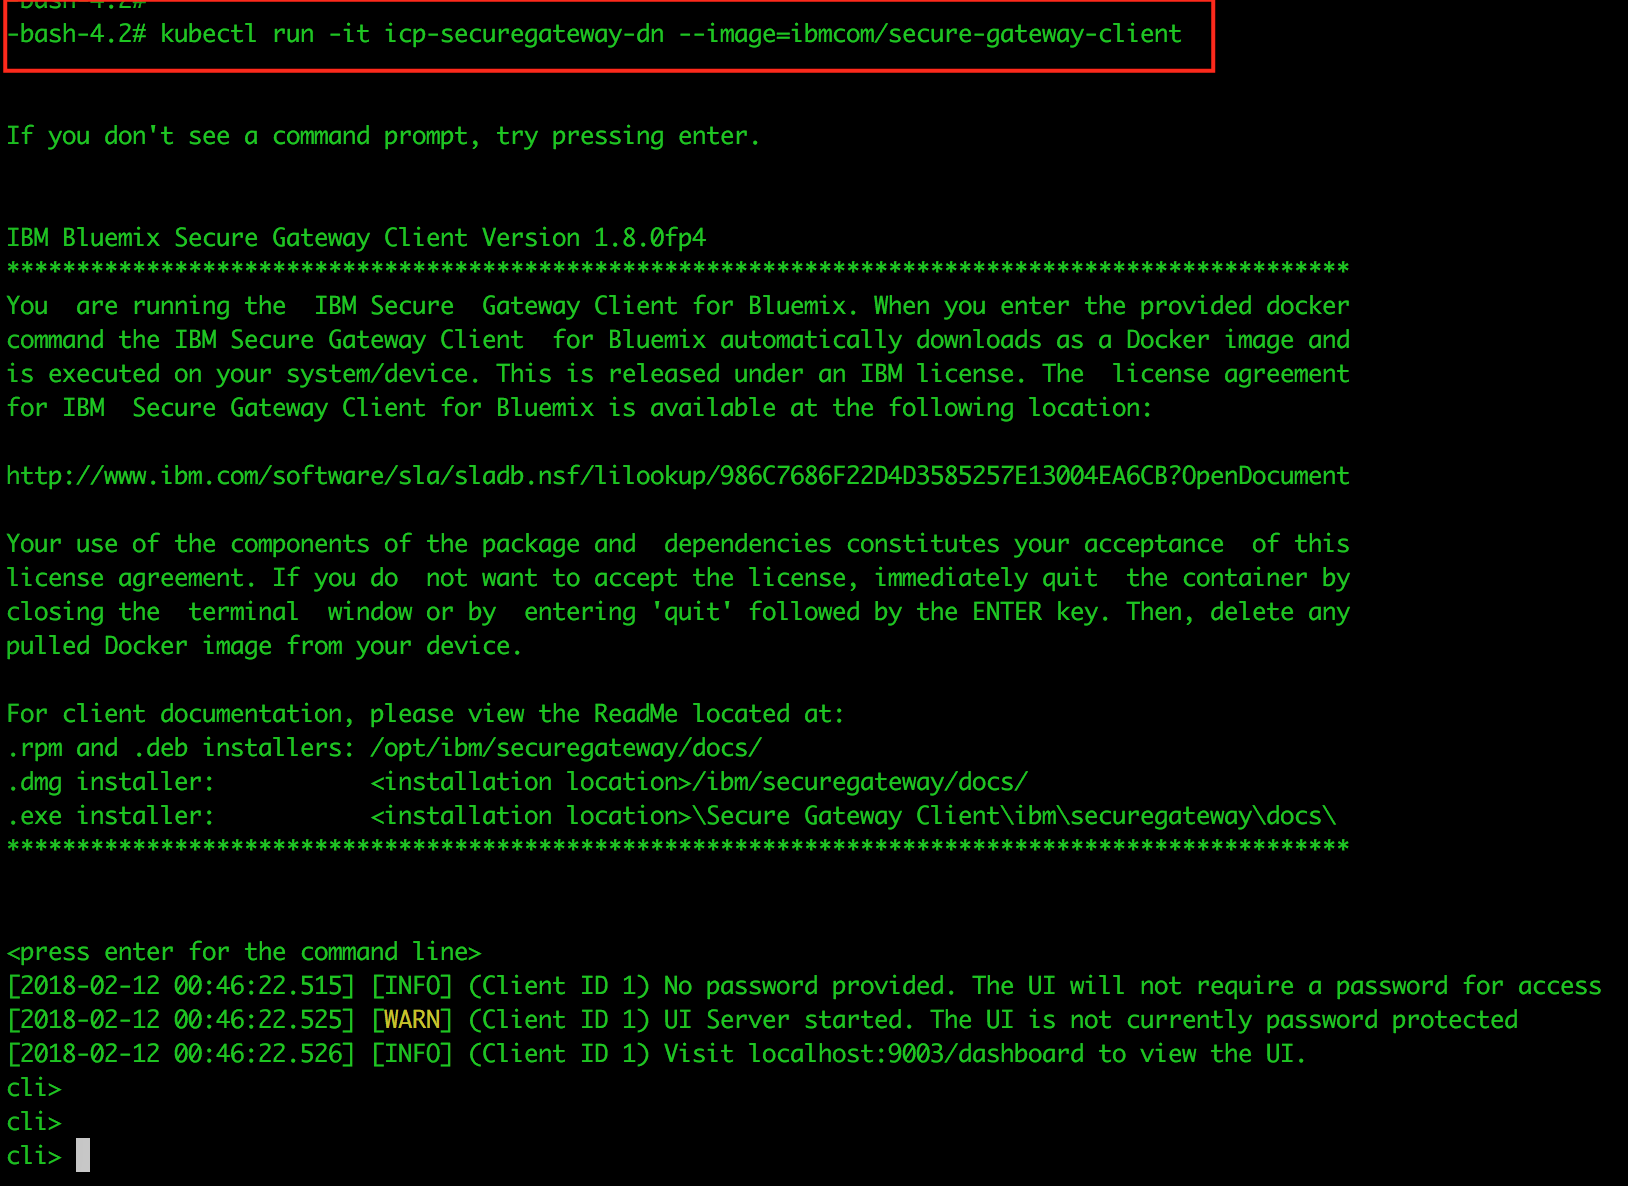 -bash-4.2#
-bash-4.2# kubectl run -it icp-securegateway-dn --image=ibmcom/secure-gateway-client
If you don't see a command prompt, try pressing enter.
IBM Bluemix Secure Gateway Client Version 1.8.0fp4
************************************************************************************************
You  are running the  IBM Secure  Gateway Client for Bluemix. When you enter the provided docker
command the IBM Secure Gateway Client  for Bluemix automatically downloads as a Docker image and
is executed on your system/device. This is released under an IBM license. The  license agreement
for IBM  Secure Gateway Client for Bluemix is available at the following location:
http://www.ibm.com/software/sla/sladb.nsf/lilookup/986C7686F22D4D3585257E13004EA6CB?OpenDocument
Your use of the components of the package and  dependencies constitutes your acceptance  of this
license agreement. If you do  not want to accept the license, immediately quit  the container by
closing the  terminal  window or by  entering 'quit' followed by the ENTER key. Then, delete any
pulled Docker image from your device.
For client documentation, please view the ReadMe located at:
.rpm and .deb installers: /opt/ibm/securegateway/docs/
.dmg installer:           <installation location>/ibm/securegateway/docs/
.exe installer:           <installation location>\Secure Gateway Client\ibm\securegateway\docs\
************************************************************************************************
<press enter for the command line>
[2018-02-12 00:46:22.515] [INFO] (Client ID 1) No password provided. The UI will not require a password for access
[2018-02-12 00:46:22.525] [WARN] (Client ID 1) UI Server started. The UI is not currently password protected
[2018-02-12 00:46:22.526] [INFO] (Client ID 1) Visit localhost:9003/dashboard to view the UI.
cli>
cli>
cli>